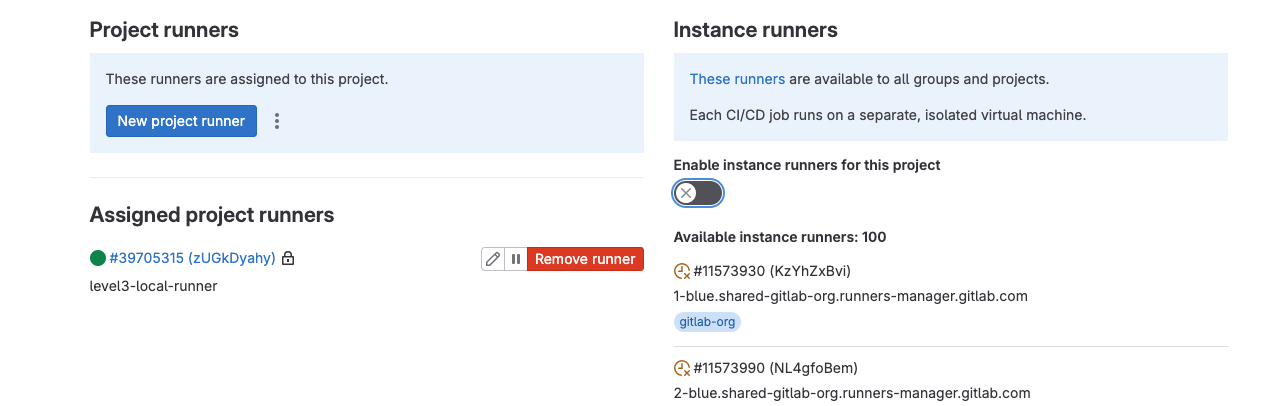 Project runners
These runners are assigned to this project.
New project runner
Assigned project runners
#39705315 (zUGkDyahy)
Remove runner
level3-local-runner
Instance runners
These runners are available to all groups and projects.
Each CI/CD job runs on a separate, isolated virtual machine.
Enable instance runners for this project
Available instance runners: 100
#11573930 (KzYhZxBvi)
1-blue.shared-gitlab-org.runners-manager.gitlab.com
gitlab-org
#11573990 (NL4gfoBem)
2-blue.shared-gitlab-org.runners-manager.gitlab.com